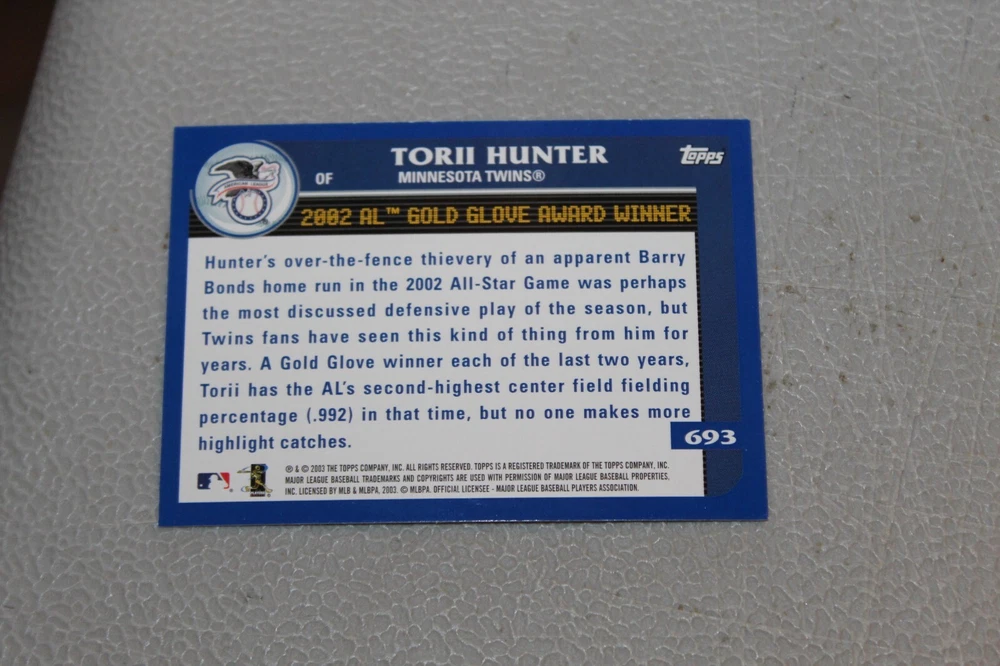 TORII HUNTER
topps
OF
MINNESOTA TWINS®
AMERICAN LEAGUE
2002 AL™ GOLD GLOVE AWARD WINNER
Hunter's over-the-fence thievery of an apparent Barry
Bonds home run in the 2002 All-Star Game was perhaps
the most discussed defensive play of the season, but
Twins fans have seen this kind of thing from him for
years. A Gold Glove winner each of the last two years,
Torii has the AL's second-highest center field fielding
percentage (.992) in that time, but no one makes more
highlight catches.
693
® & © 2003 THE TOPPS COMPANY, INC. ALL RIGHTS RESERVED. TOPPS IS A REGISTERED TRADEMARK OF THE TOPPS COMPANY, INC.
MAJOR LEAGUE BASEBALL TRADEMARKS AND COPYRIGHTS ARE USED WITH PERMISSION OF MAJOR LEAGUE BASEBALL PROPERTIES,
INC. LICENSED BY MLB & MLBPA, 2003. © MLBPA. OFFICIAL LICENSEE - MAJOR LEAGUE BASEBALL PLAYERS ASSOCIATION.